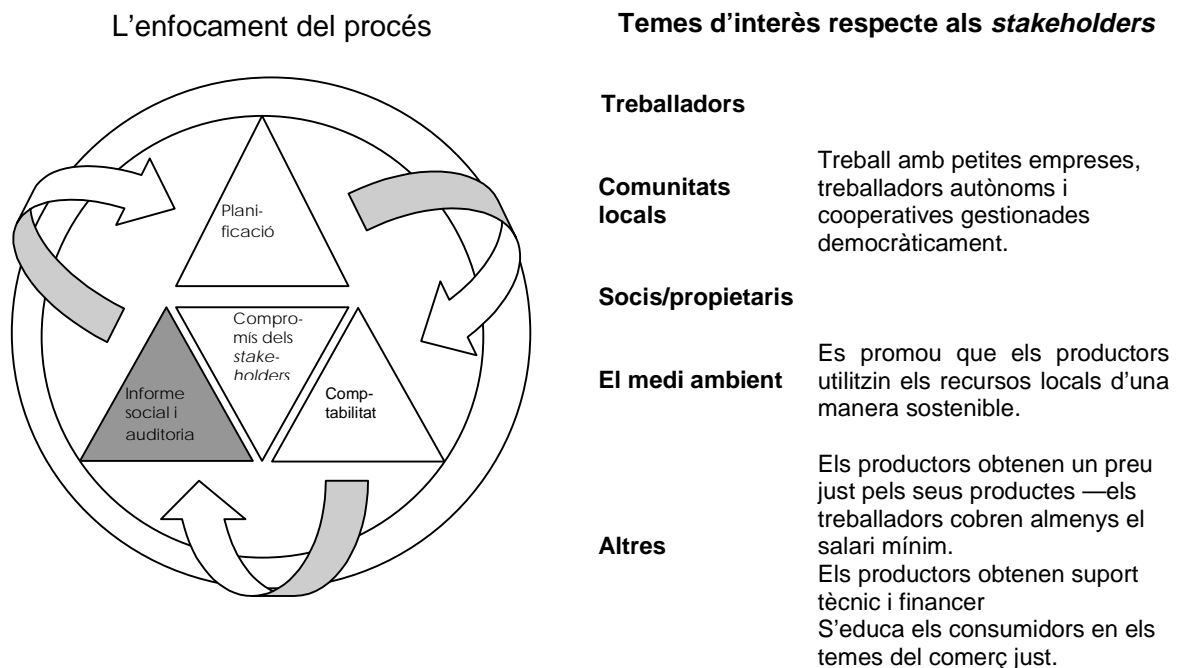 L'enfocament del procés
Plani-
ficació
Compro-
mís dels
stake-
holders
Informe
social i
auditoria
Comp-
tabilitat
Temes d'interès respecte als stakeholders
Treballadors
Comunitats
locals
Treball amb petites empreses,
treballadors autònoms i
cooperatives gestionades
democràticament.
Socis/propietaris
El medi ambient
Es promou que els productors
utilitzin els recursos locals d'una
manera sostenible.
Altres
Els productors obtenen un preu
just pels seus productes —els
treballadors cobren almenys el
salari mínim.
Els productors obtenen suport
tècnic i financer
S'educa els consumidors en els
temes del comerç just.